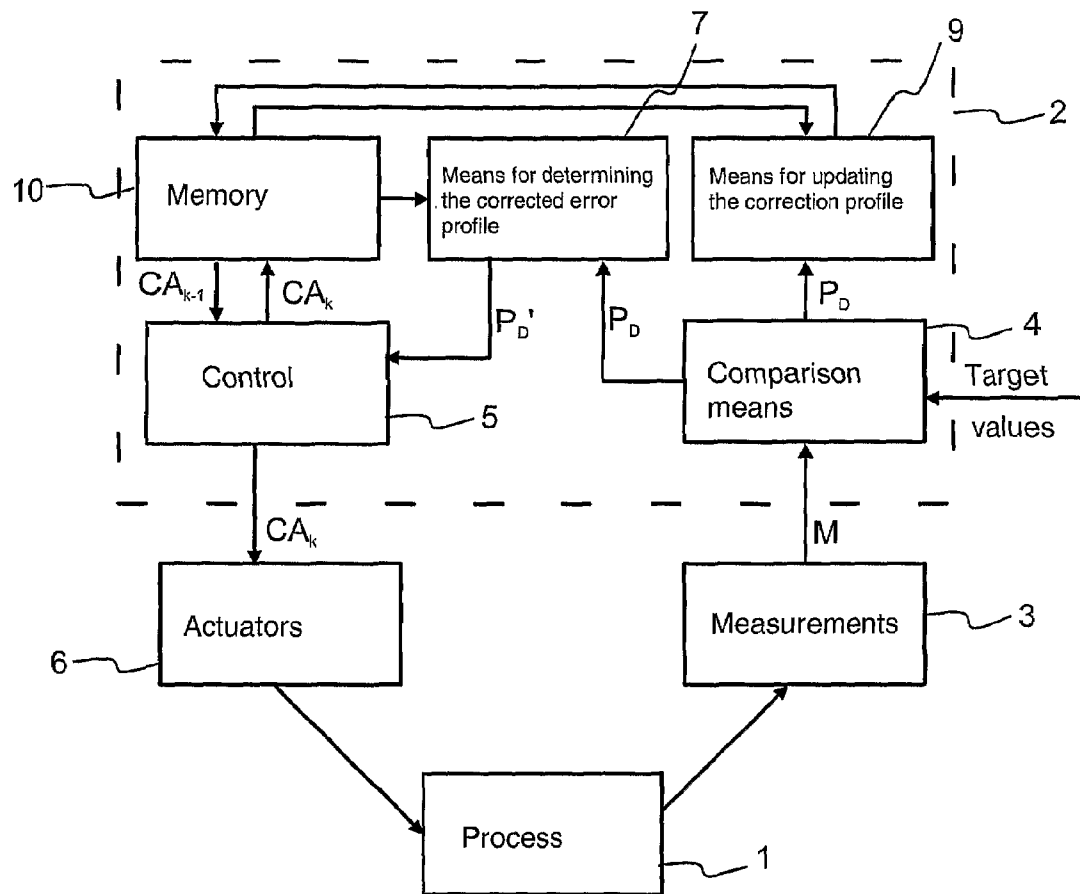 7
9
2
10
Memory
Means for determining
the corrected error
profile
Means for updating
the correction profile
CAk-1
CAk
PD'
PD
PD
4
Control
5
Comparison
means
Target
values
CAk
M
Actuators
6
Measurements
3
Process
1